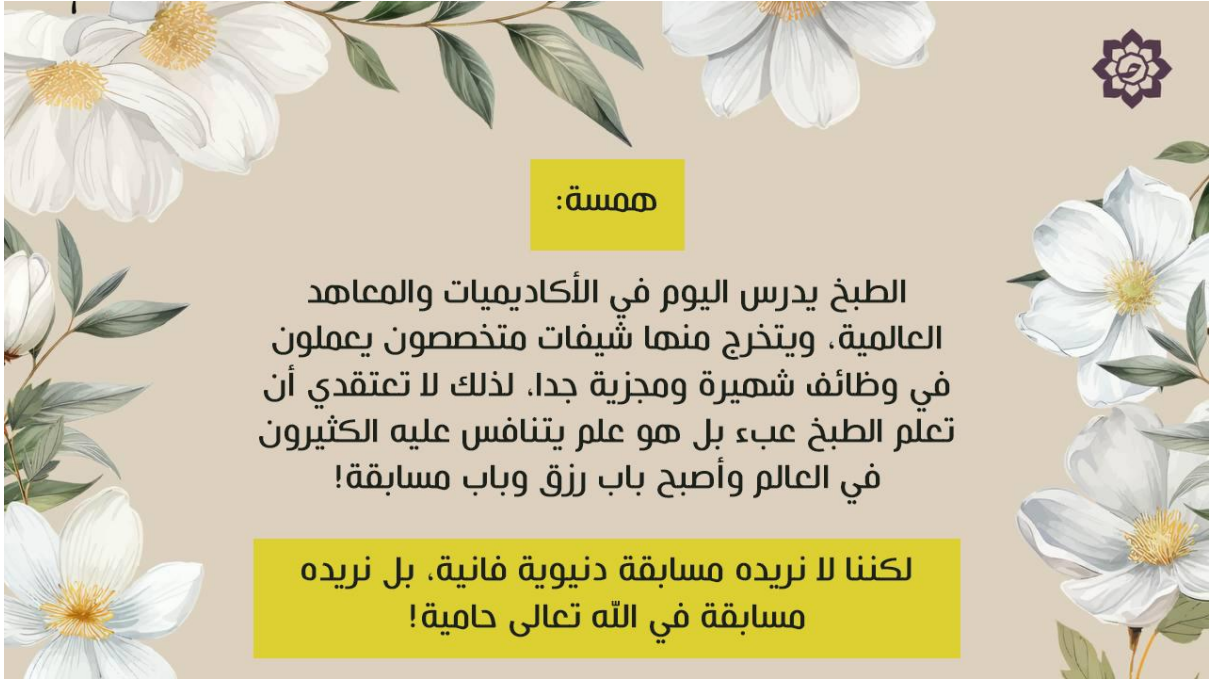 همسة:
الطبخ يدرس اليوم في الأكاديميات والمعاهد
العالمية، ويتخرج منها شيفات متخصصون يعملون
في وظائف شهيرة ومجزية جدا، لذلك لا تعتقدي أن
تعلم الطبخ عبء بل هو علم يتنافس عليه الكثيرون
في العالم وأصبح باب رزق وباب مسابقة!
لكننا لا نريده مسابقة دنيوية فانية، بل نريده
مسابقة في الله تعالى حامية!